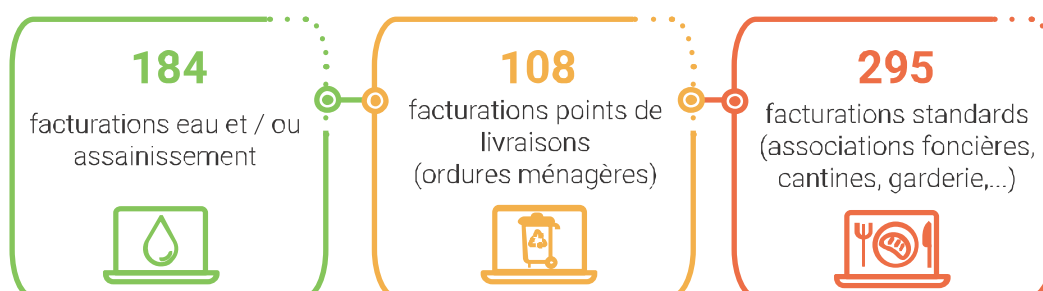 184
facturations eau et / ou
assainissement
108
facturations points de
livraisons
(ordures ménagères)
295
facturations standards
(associations foncières,
cantines, garderie,...)